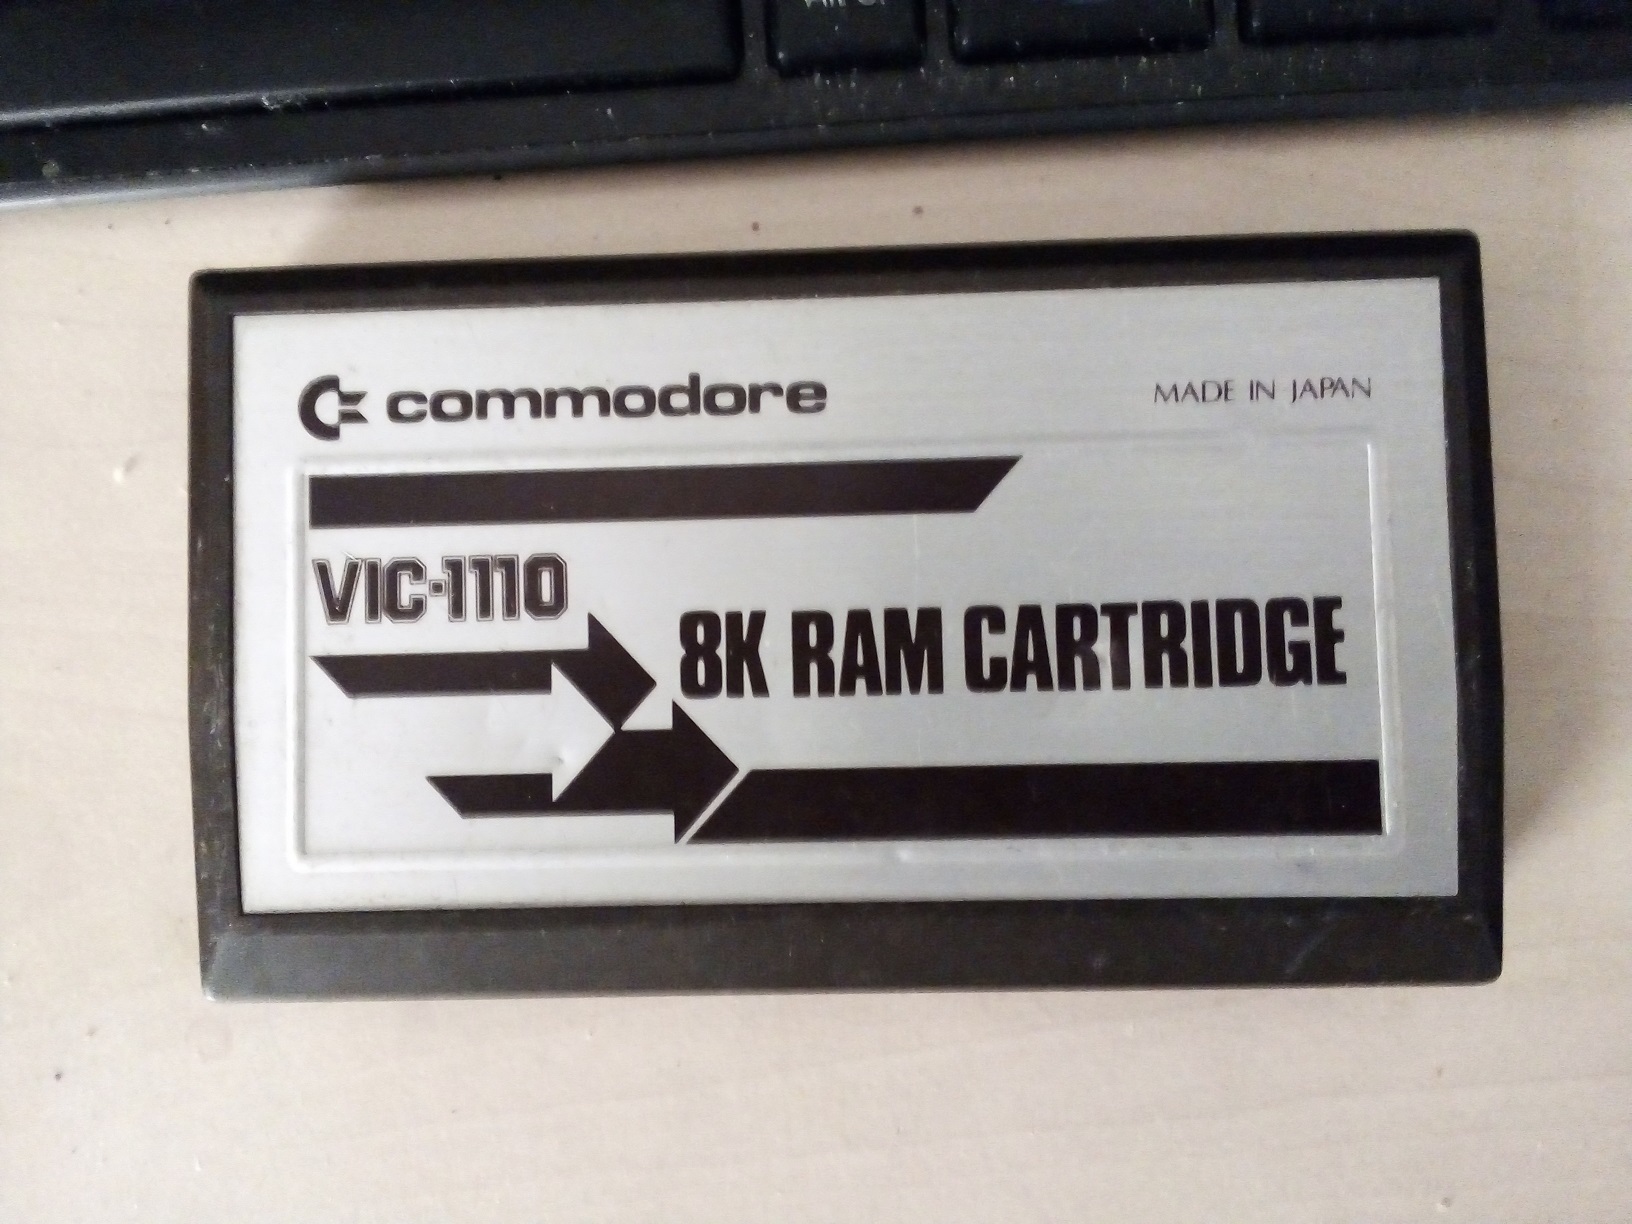 commodore
MADE IN JAPAN
VIC-1110
8K RAM CARTRIDGE